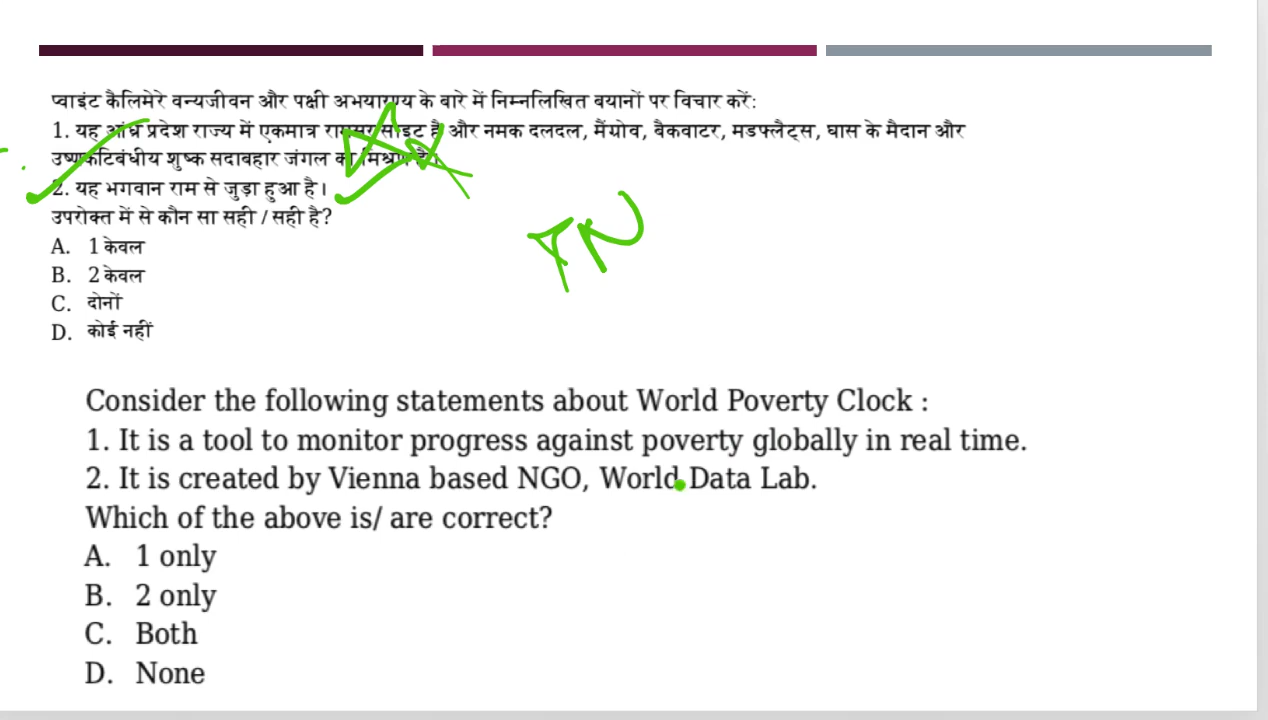 प्वाइंट कैलिमेरे वन्यजीवन और पक्षी अभयारण्य के बारे में निम्नलिखित बयानों पर विचार करें:
1. यह आंध्र प्रदेश राज्य में एकमात्र रामसर साइट है और नमक दलदल, मैंग्रोव, बैकवाटर, मडफ्लैट्स, घास के मैदान और
उष्णकटिबंधीय शुष्क सदाबहार जंगल का मिश्रण है।
2. यह भगवान राम से जुड़ा हुआ है।
TN
उपरोक्त में से कौन सा सही / सही है?
A. 1 केवल
B. 2 केवल
C. दोनों
D. कोई नहीं
Consider the following statements about World Poverty Clock :
1. It is a tool to monitor progress against poverty globally in real time.
2. It is created by Vienna based NGO, World Data Lab.
Which of the above is/ are correct?
A. 1 only
B. 2 only
C. Both
D. None